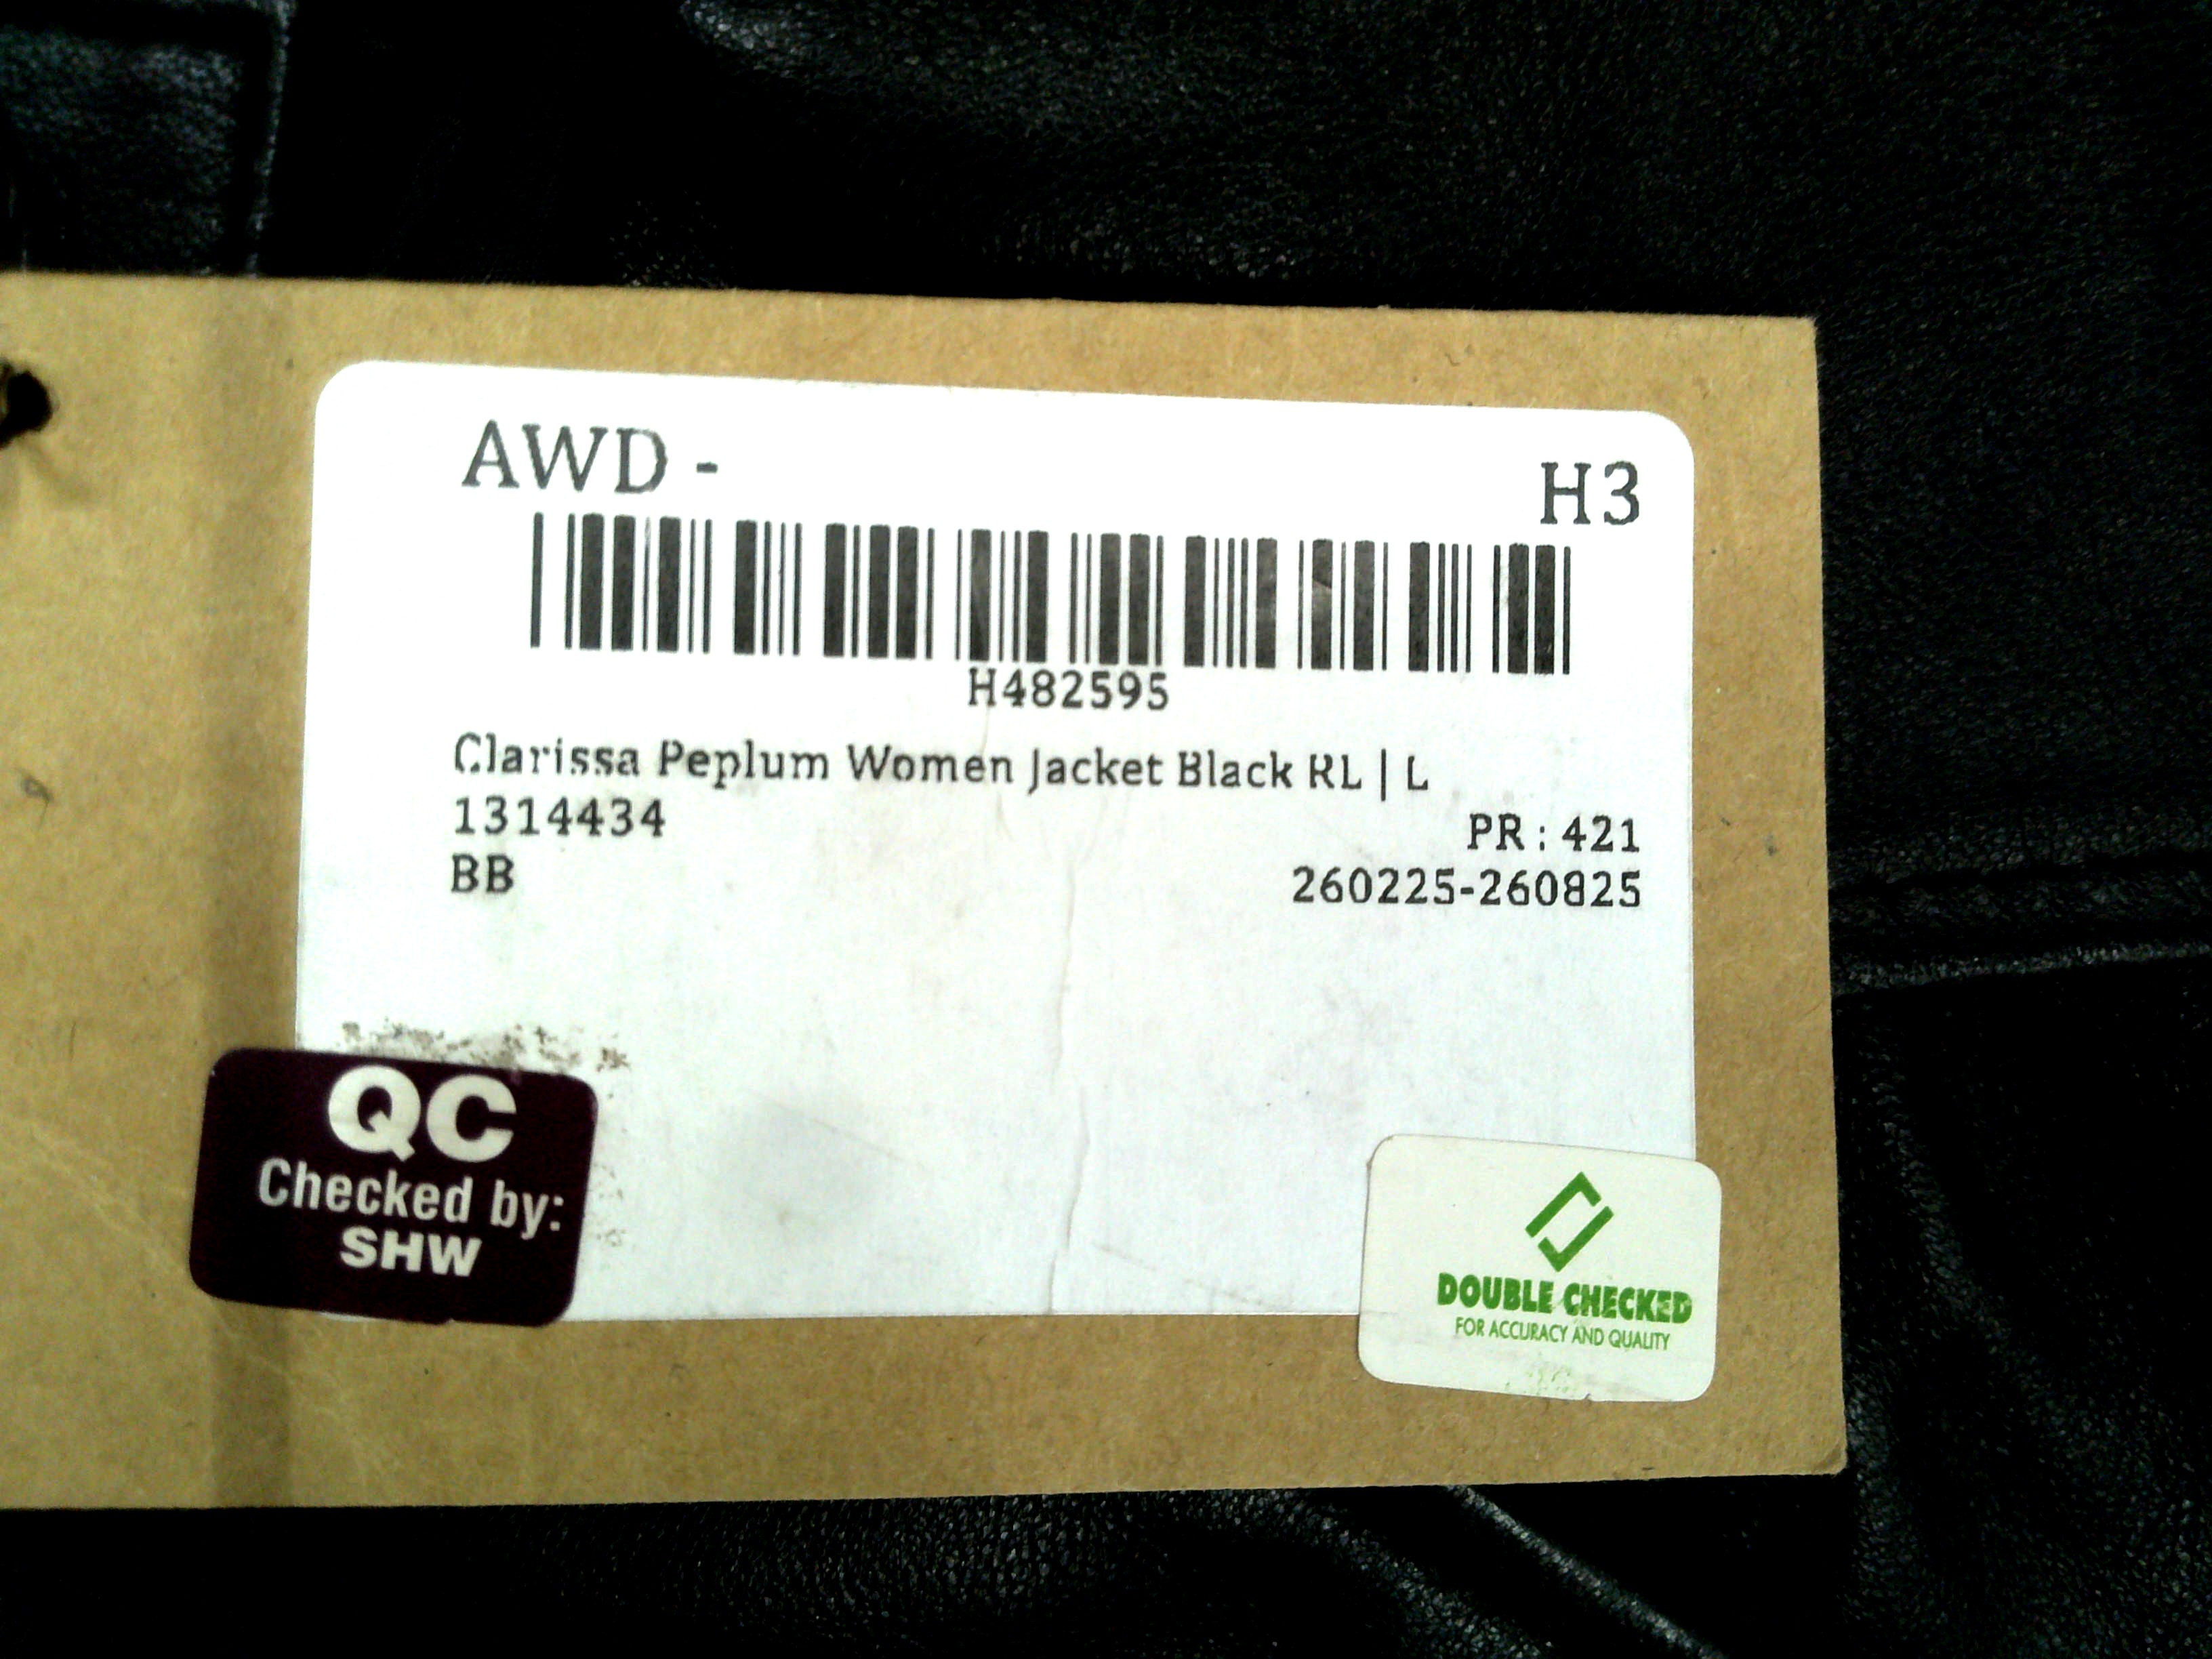 AWD - H3
H482595
Clarissa Peplum Women Jacket Black RL | L
1314434 PR : 421
BB 260225-260825
QC
Checked by:
SHW
DOUBLE CHECKED
FOR ACCURACY AND QUALITY